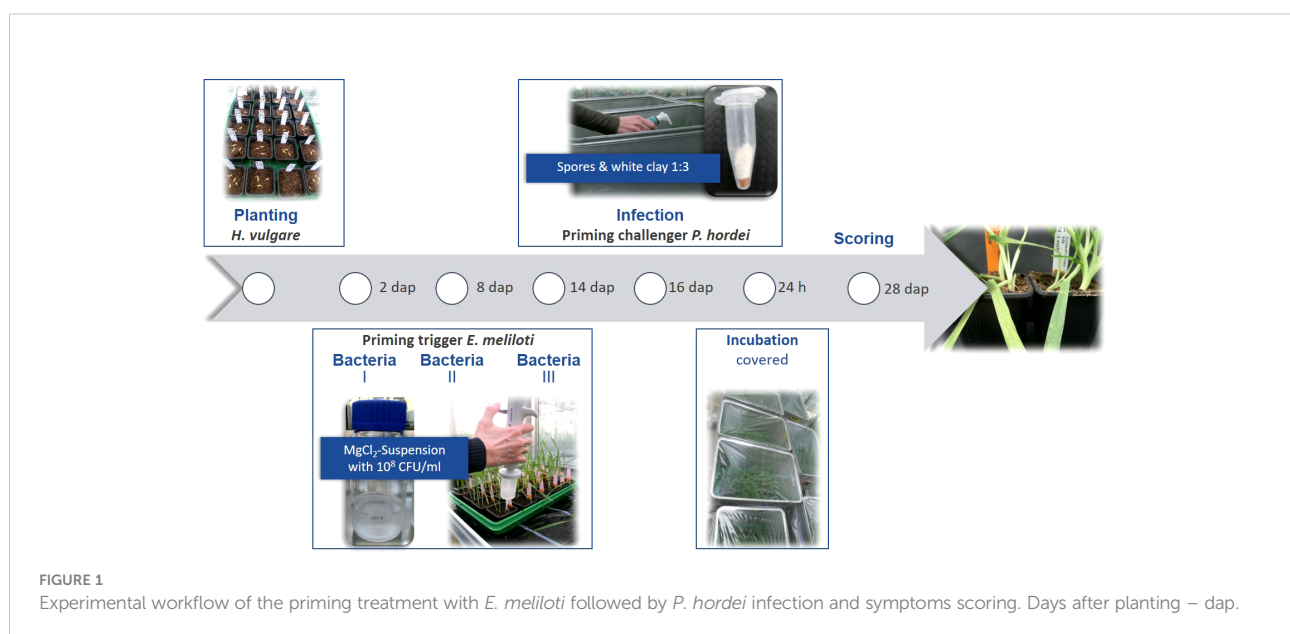 Spores & white clay 1:3
Planting
H. vulgare
Infection
Priming challenger P. hordei
Scoring
2 dap
8 dap
14 dap
16 dap
24 h
28 dap
Priming trigger E. meliloti
Bacteria Bacteria Bacteria
I II III
MgCl₂-Suspension
with 10⁸ CFU/ml
Incubation
covered
FIGURE 1
Experimental workflow of the priming treatment with E. meliloti followed by P. hordei infection and symptoms scoring. Days after planting – dap.